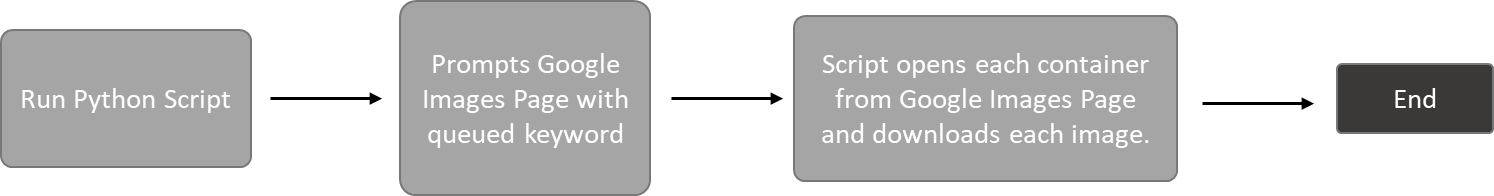 Run Python Script
Prompts Google
Images Page with
queued keyword
Script opens each container
from Google Images Page
and downloads each image.
End